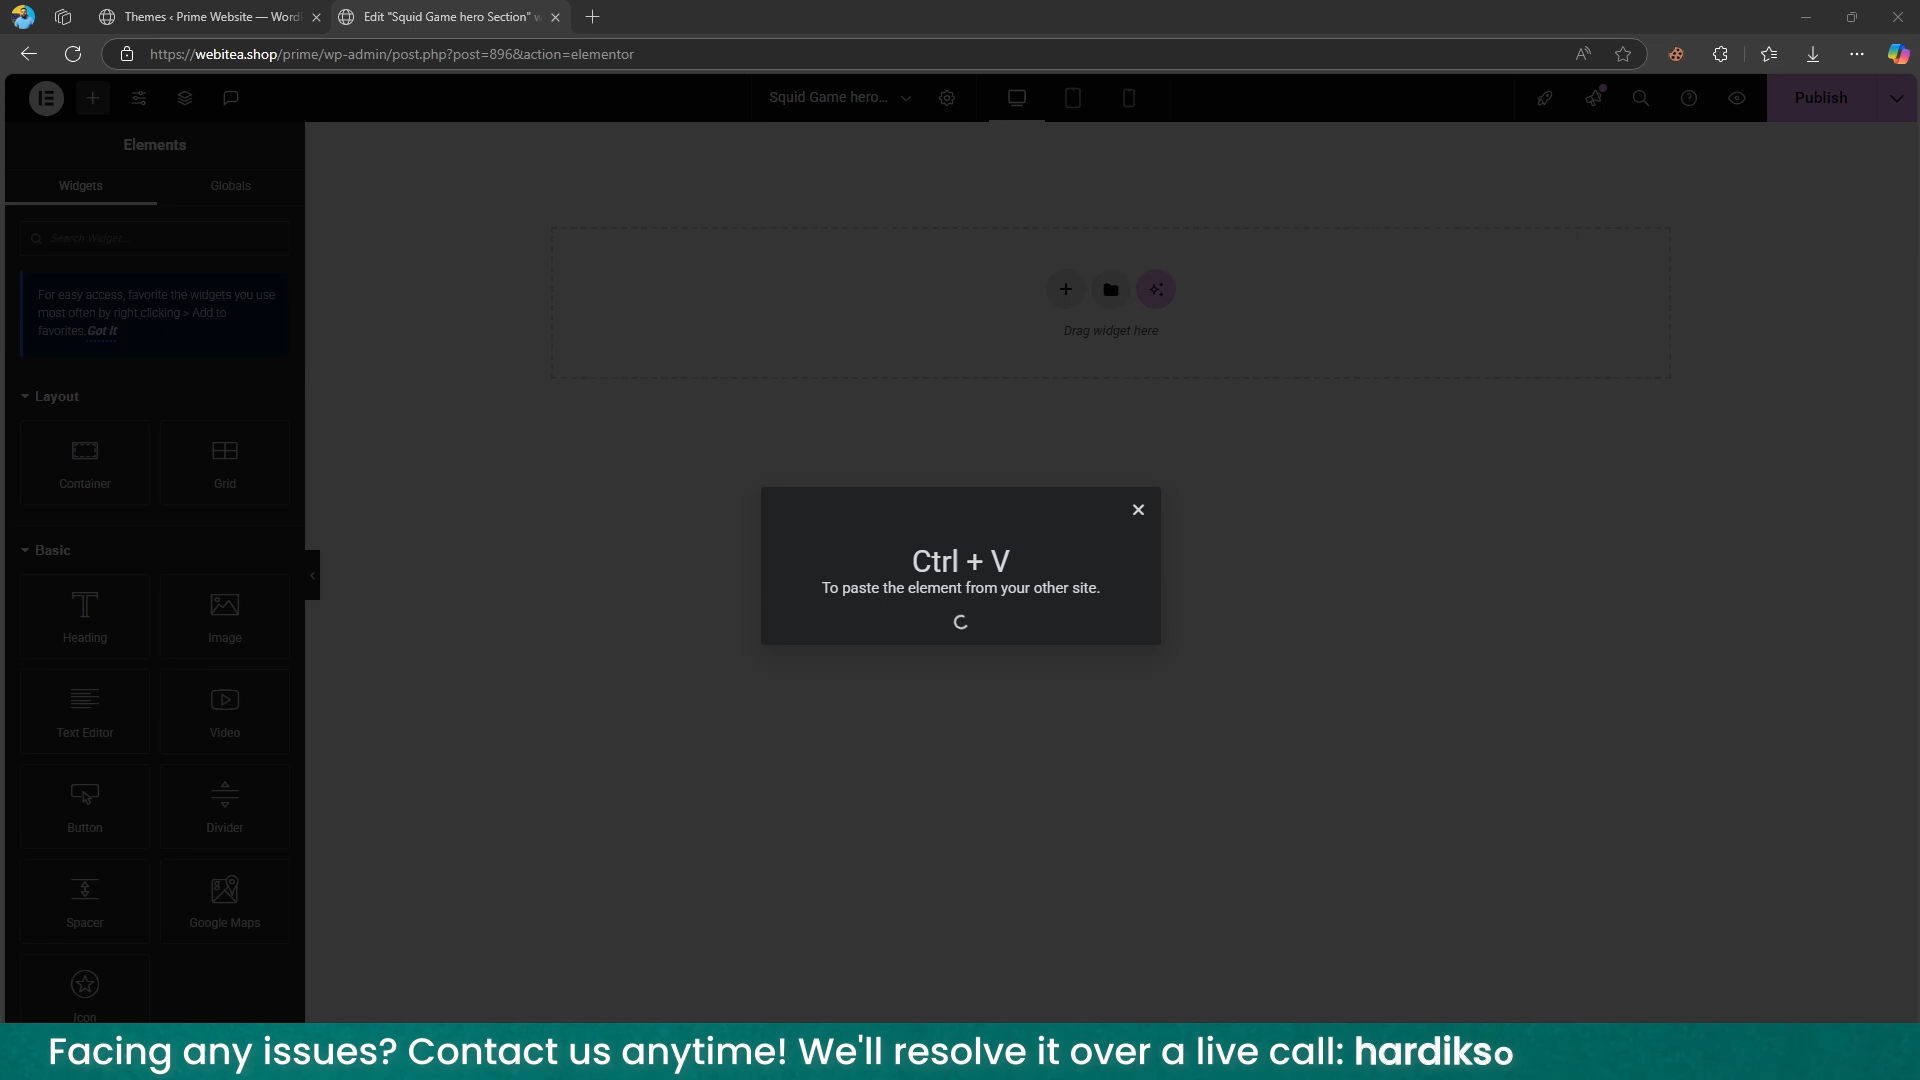 Themes ‹ Prime Website — Word
Edit "Squid Game hero Section" w
https://webitea.shop/prime/wp-admin/post.php?post=896&action=elementor
Squid Game hero...
Publish
Elements
Widgets
Globals
Search Widget...
For easy access, favorite the widgets you use
most often by right clicking > Add to
favorites. Got It
Drag widget here
Layout
Container
Grid
Ctrl + V
To paste the element from your other site.
Basic
Heading
Image
Text Editor
Video
Button
Divider
Spacer
Google Maps
Icon
Facing any issues? Contact us anytime! We'll resolve it over a live call: hardikso